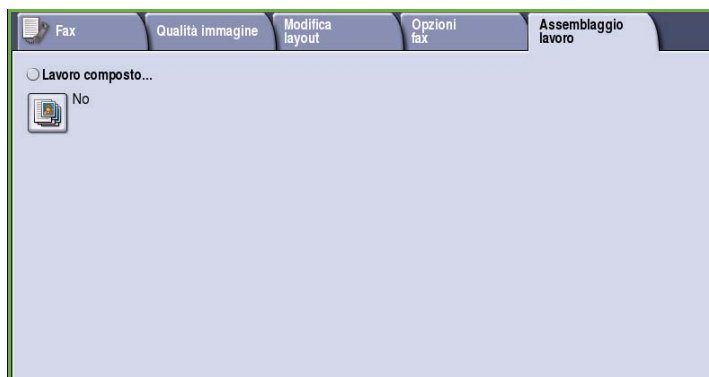 Fax
Qualità immagine
Modifica
layout
Opzioni
fax
Assemblaggio
lavoro
Lavoro composto...
No